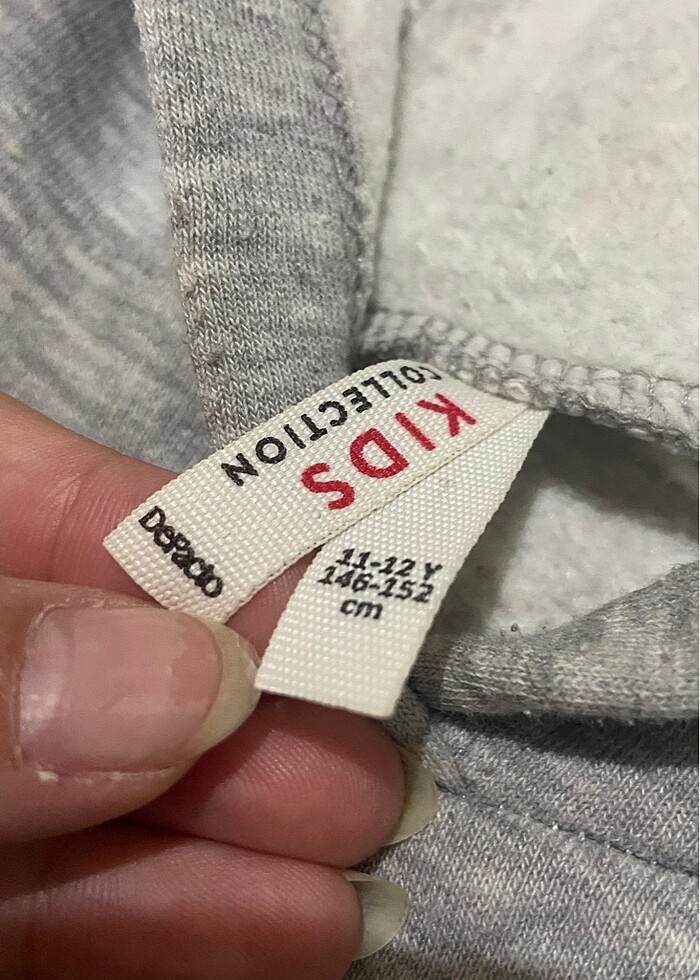 KIDS
COLLECTION
DeFacto
11-12 Y
146-152
cm